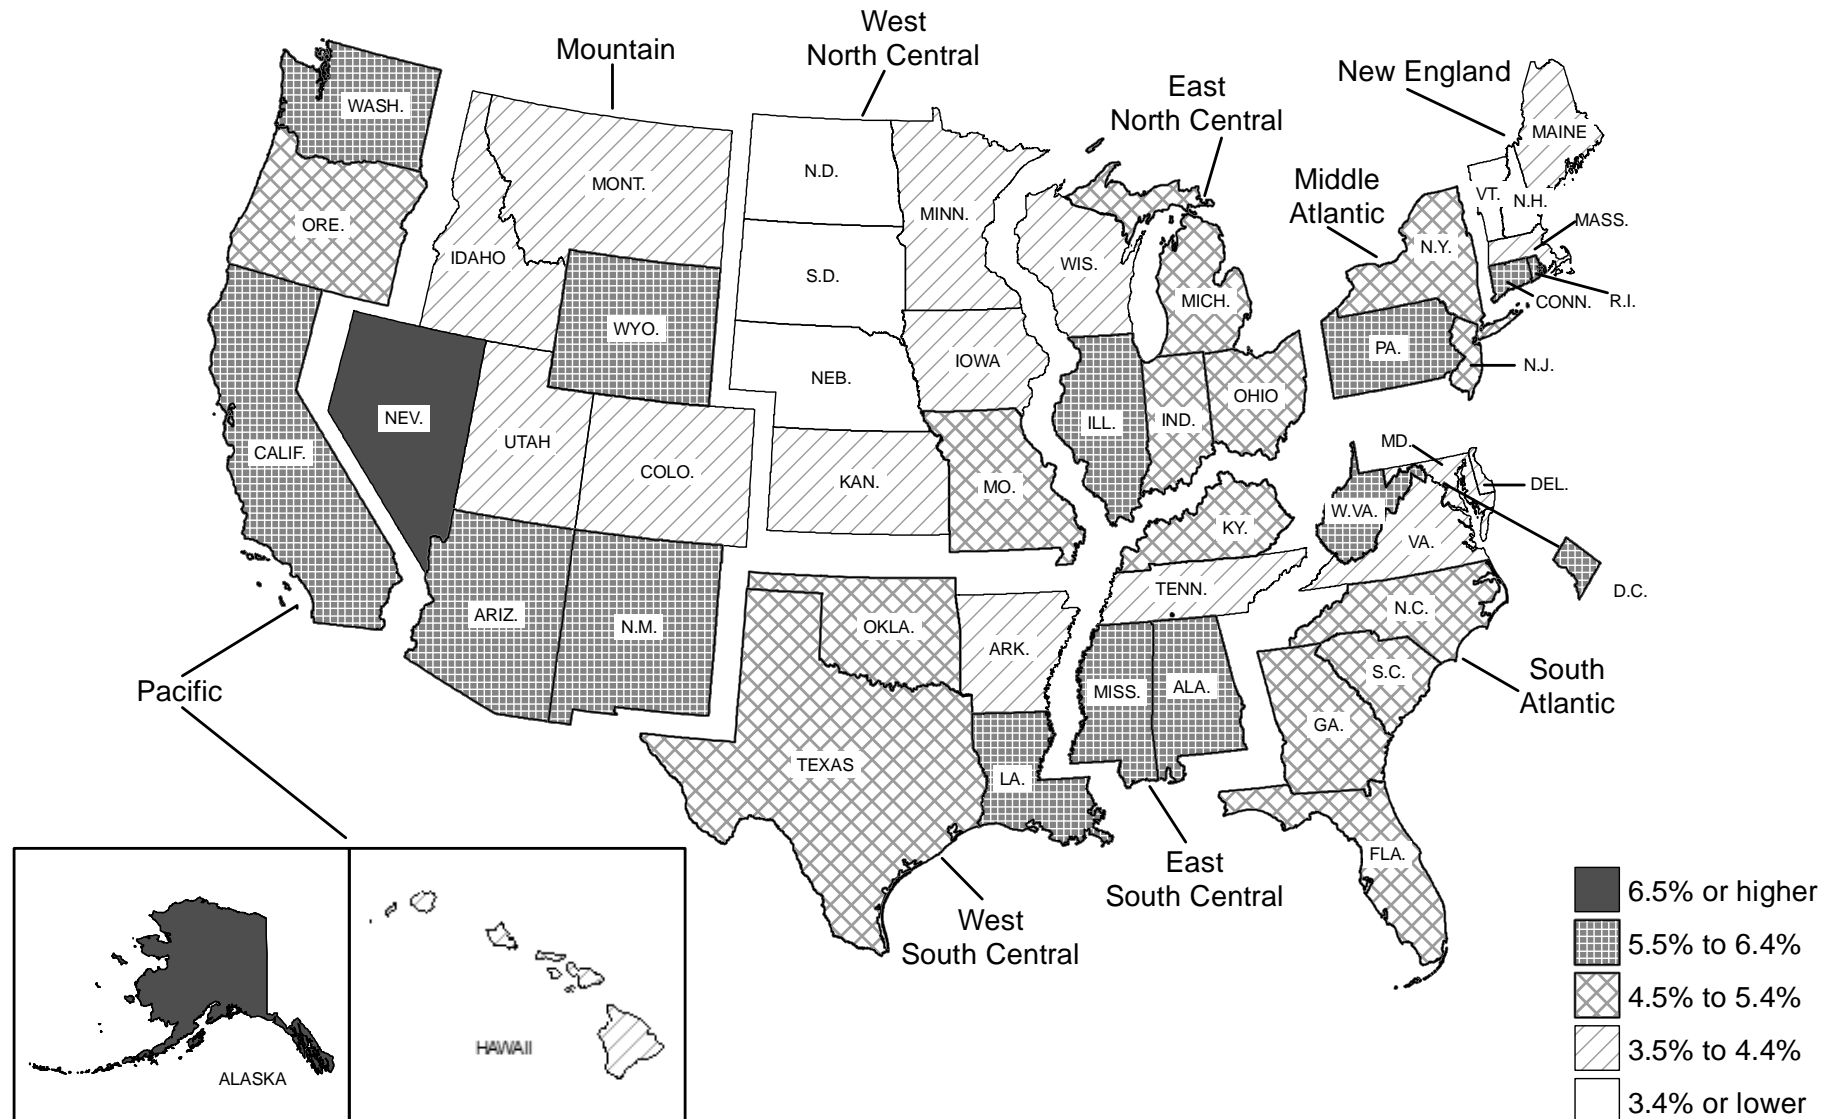 West
North Central
Mountain
New England
East
North Central
Middle
Atlantic
WASH.
MAINE
N.D.
MONT.
VT.
N.H.
MINN.
MASS.
ORE.
N.Y.
IDAHO
S.D.
WIS.
MICH.
CONN.
R.I.
WYO.
PA.
IOWA
N.J.
NEB.
OHIO
NEV.
ILL.
IND.
UTAH
MD.
CALIF.
COLO.
KAN.
MO.
DEL.
W.VA.
KY.
VA.
TENN.
D.C.
ARIZ.
N.M.
OKLA.
N.C.
ARK.
S.C.
South
Atlantic
Pacific
MISS.
ALA.
GA.
TEXAS
LA.
FLA.
East
South Central
West
South Central
HAWAII
ALASKA
6.5% or higher
5.5% to 6.4%
4.5% to 5.4%
3.5% to 4.4%
3.4% or lower